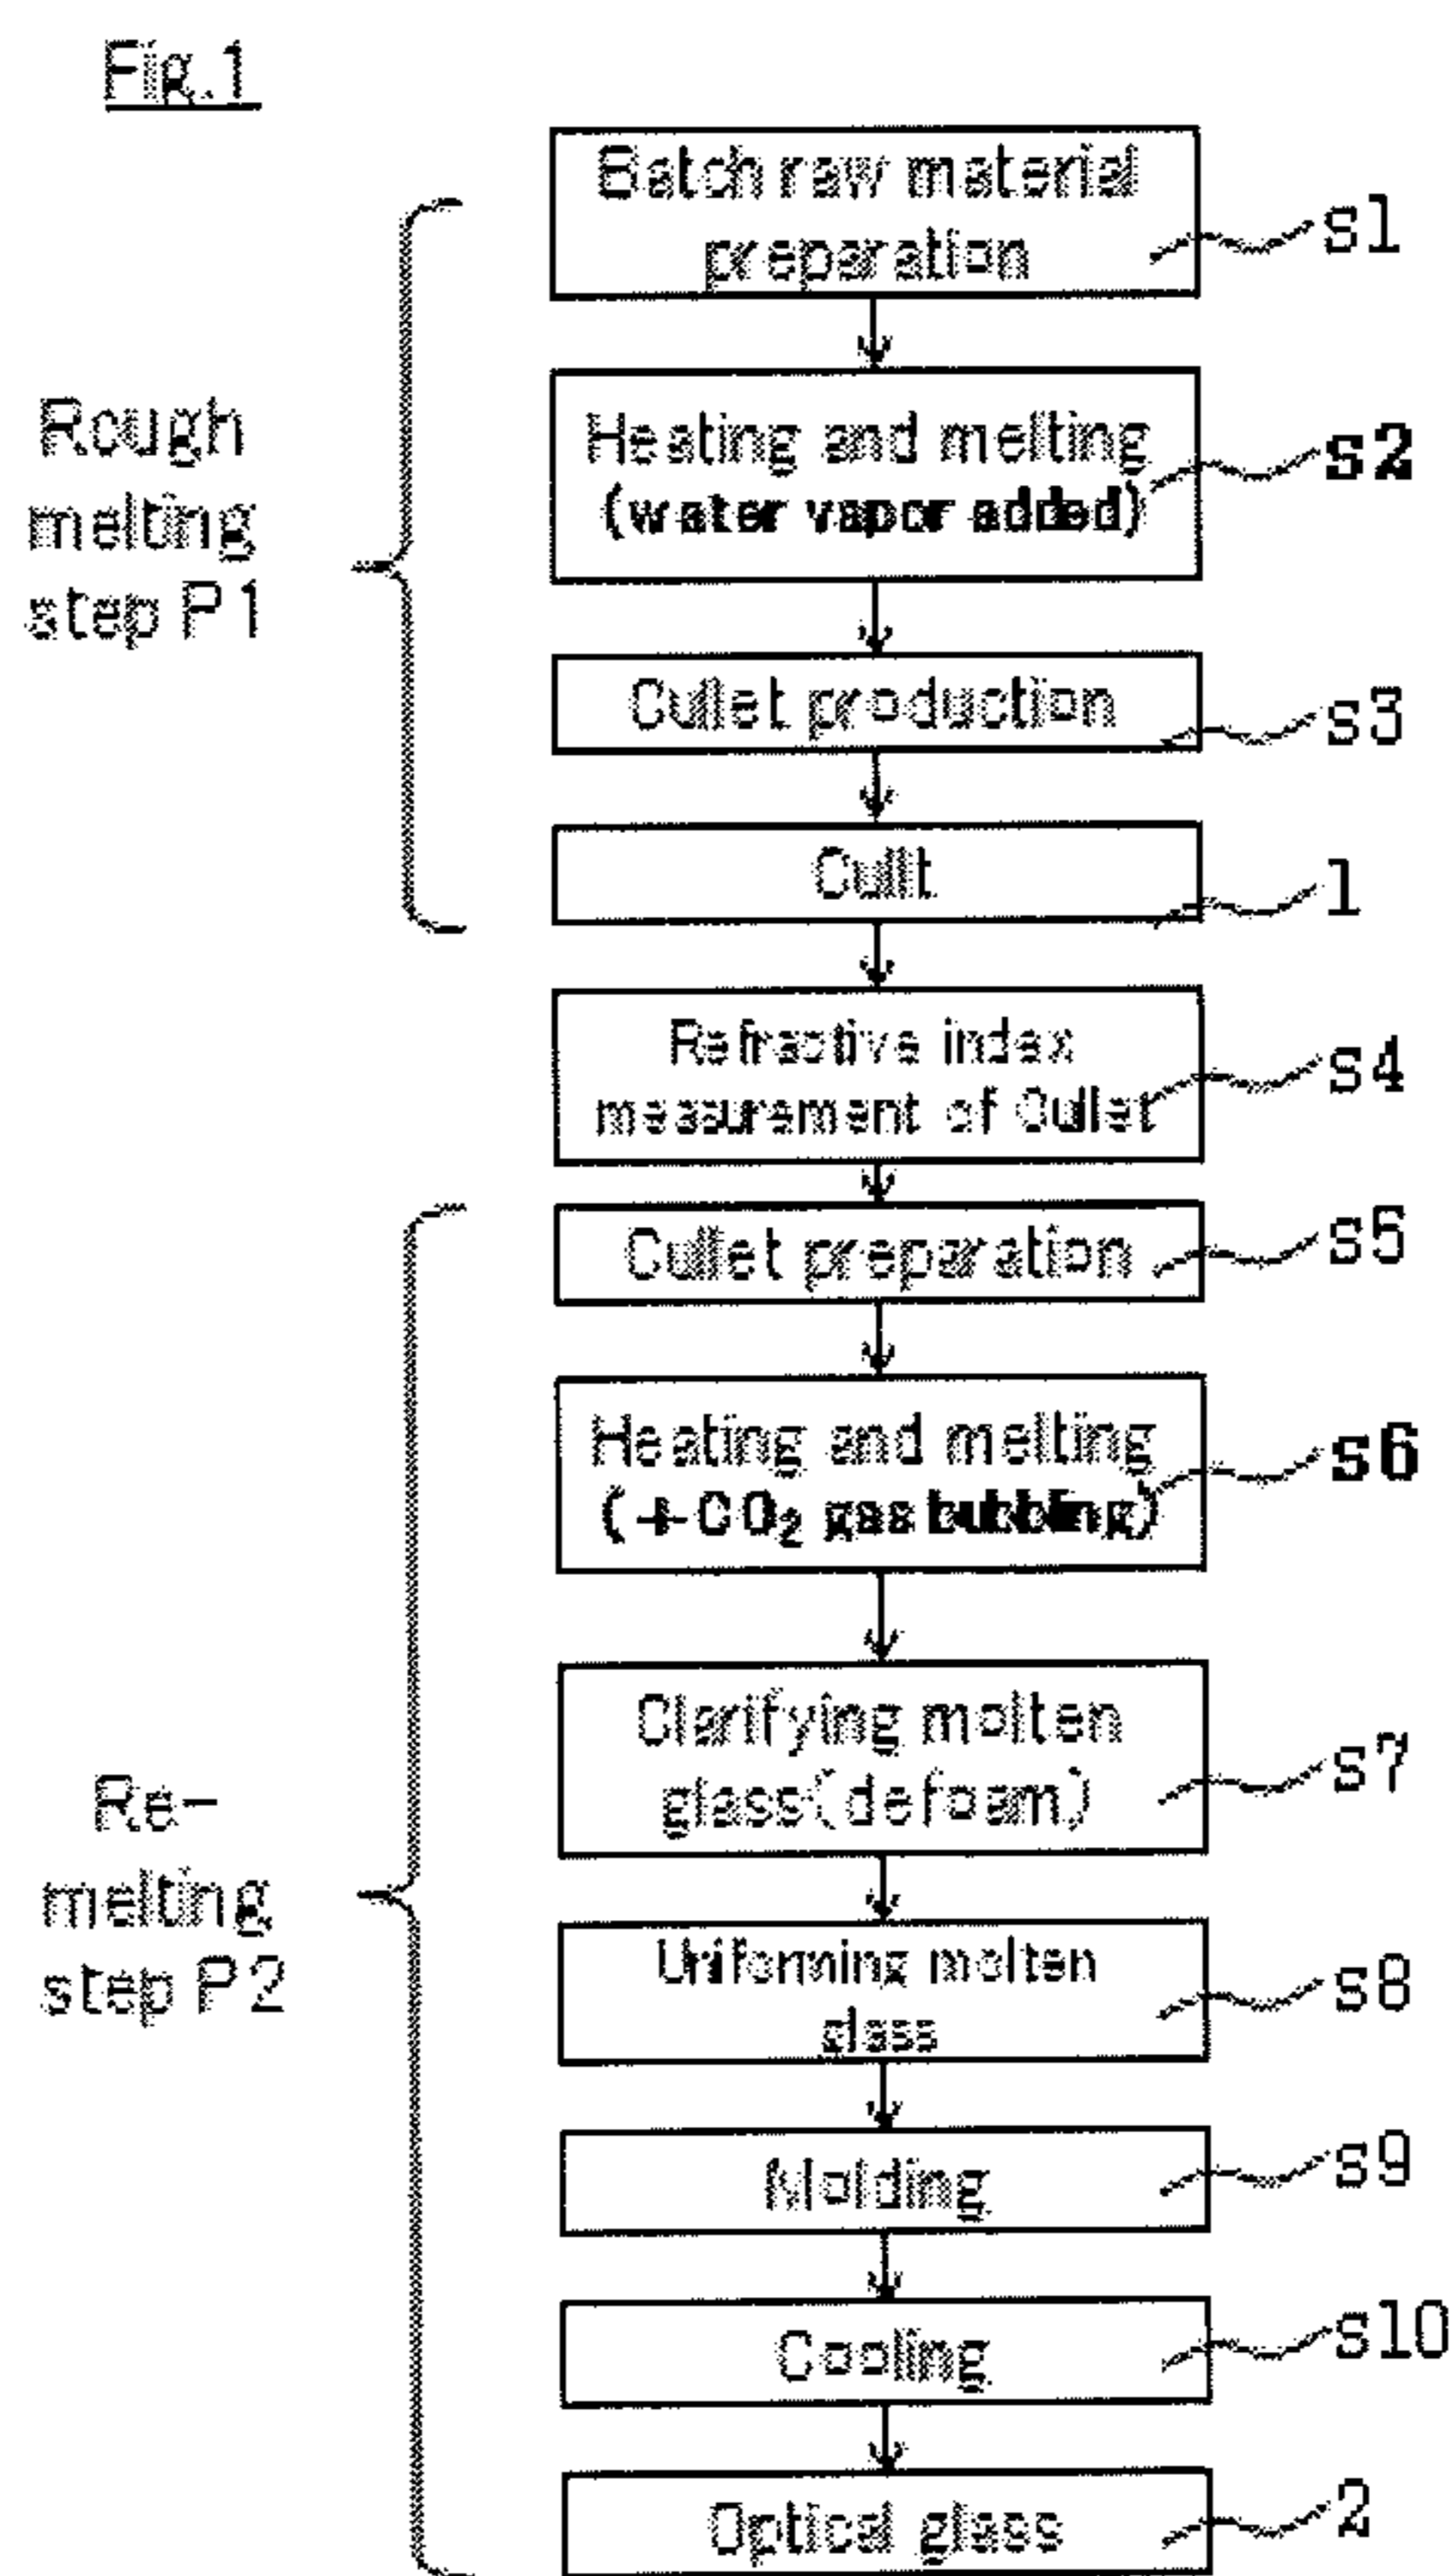 Fig.1
Batch raw material
preparation
s1
Heating and melting
(water vapor added)
s2
Rough
melting
step P1
Cullet production
s3
Cullt
1
Refractive index
measurement of Cullet
s4
Cullet preparation
s5
Heating and melting
(+CO₂ gas bubbling)
s6
Clarifying molten
glass(defoam)
s7
Re-
melting
step P2
Uniforming molten
glass
s8
Molding
s9
Cooling
s10
Optical glass
2